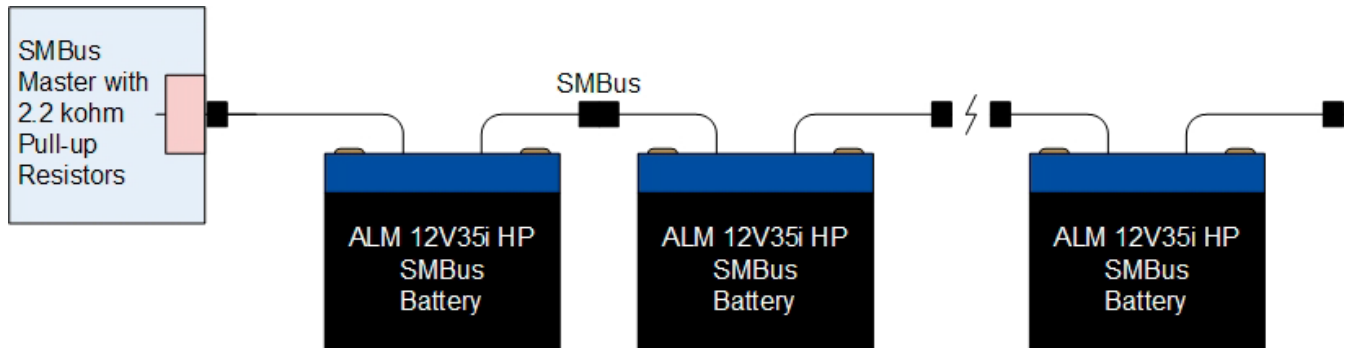 SMBus
Master with
2.2 kohm
Pull-up
Resistors
SMBus
ALM 12V35i HP
SMBus
Battery
ALM 12V35i HP
SMBus
Battery
ALM 12V35i HP
SMBus
Battery